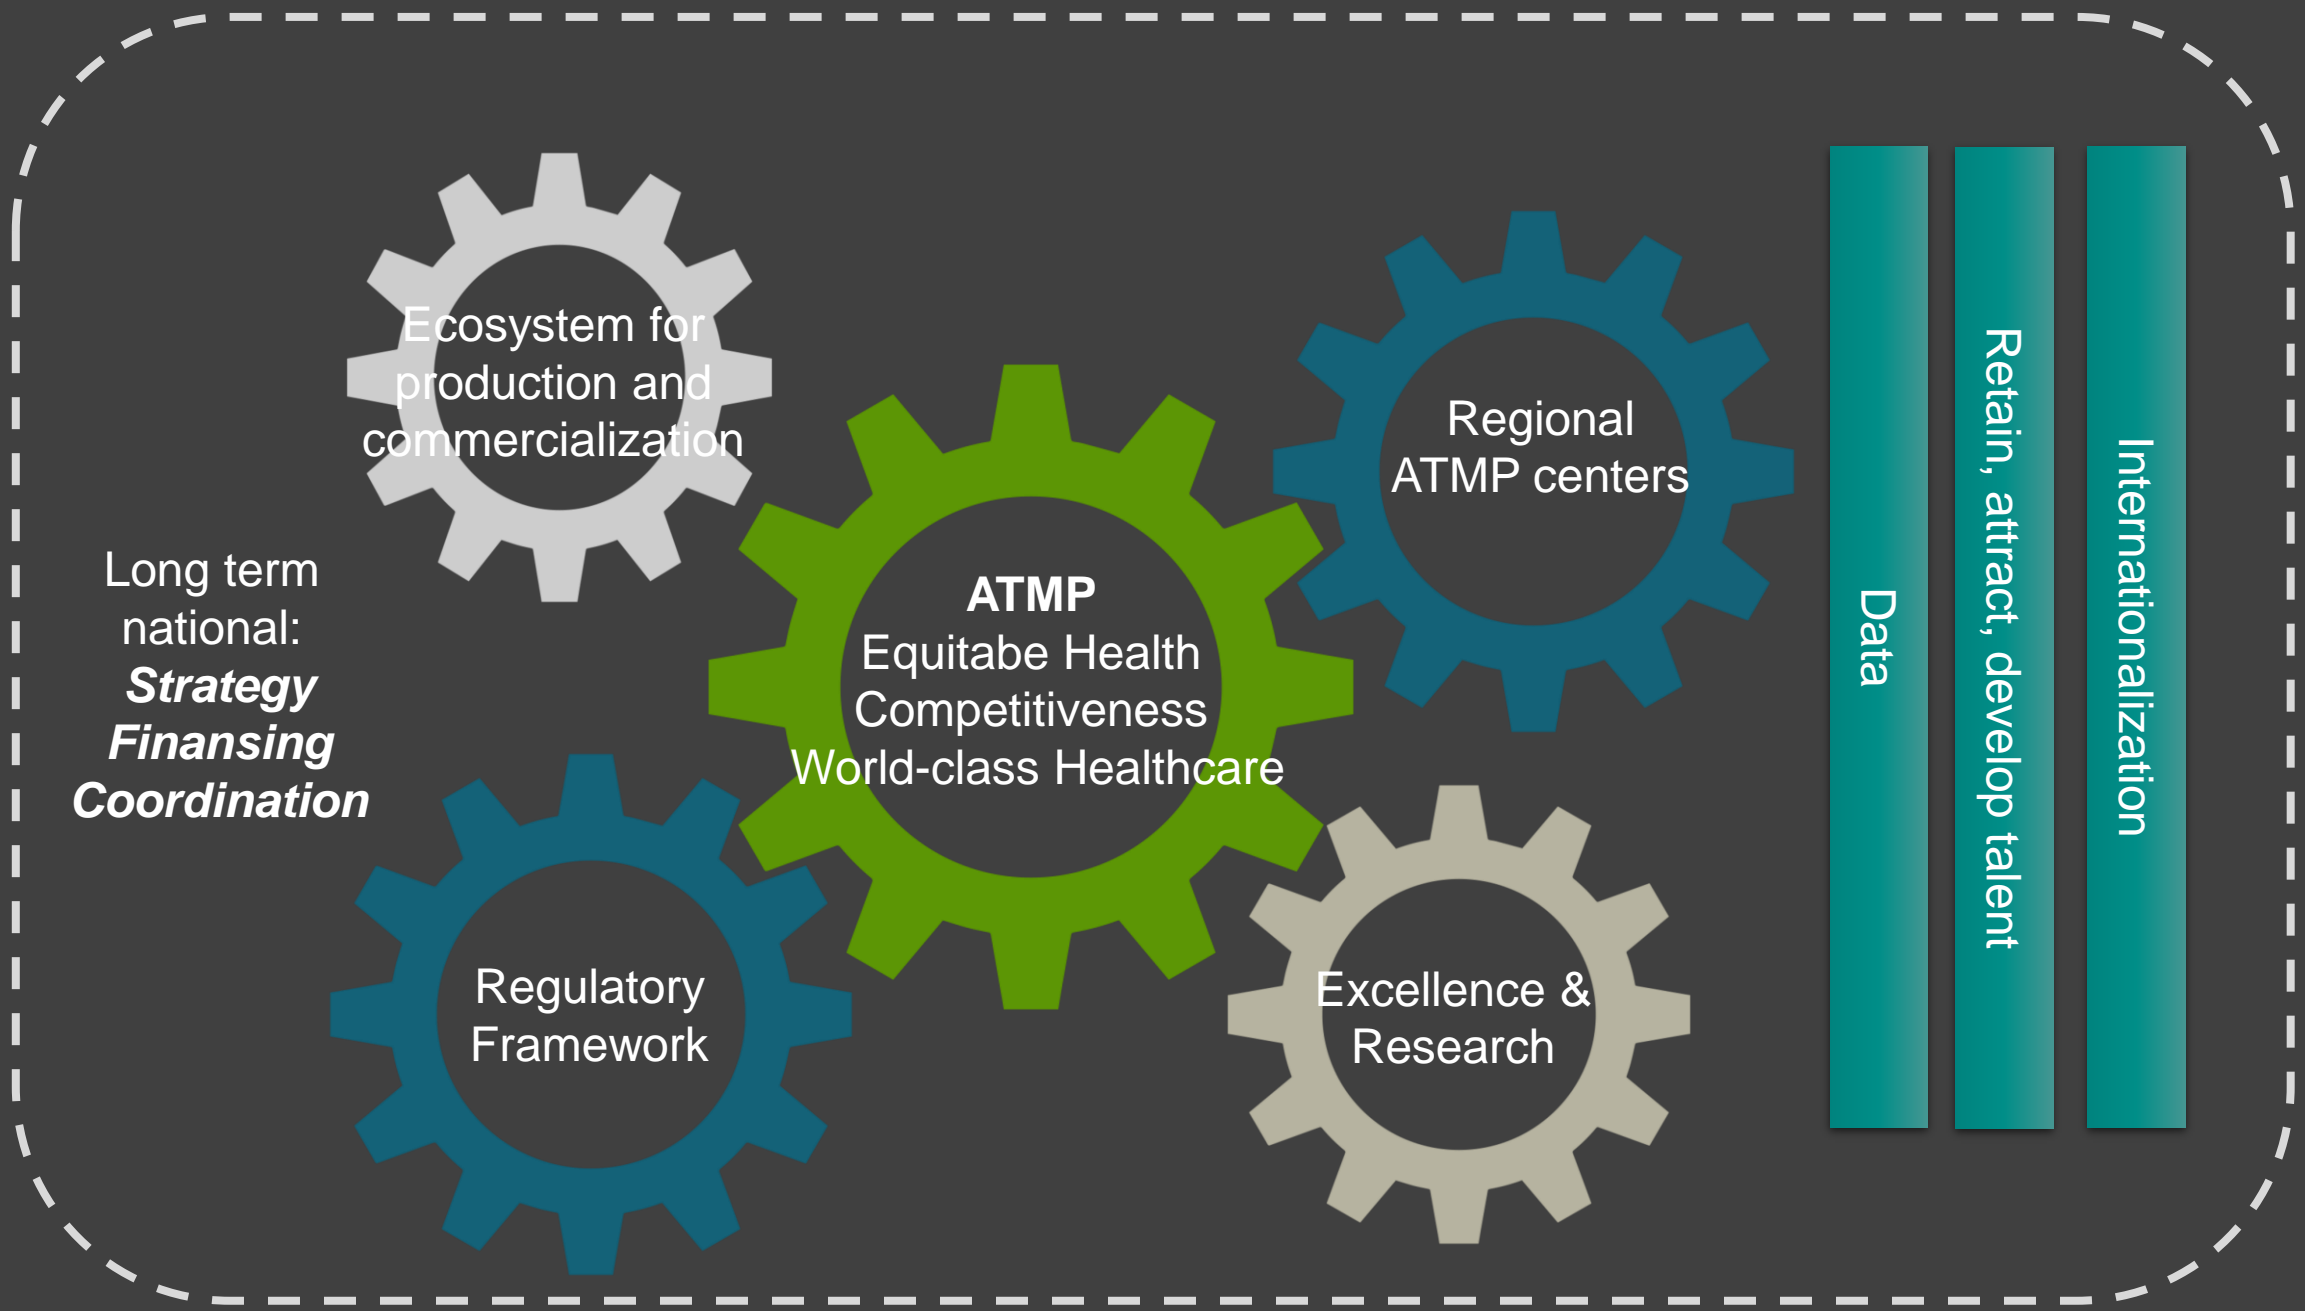 Ecosystem for
production and
commercialization
Regional
ATMP centers
Long term
national:
Strategy
Finansing
Coordination
ATMP
Equitabe Health
Competitiveness
World-class Healthcare
Regulatory
Framework
Excellence &
Research
Data
Retain, attract, develop talent
Internationalization